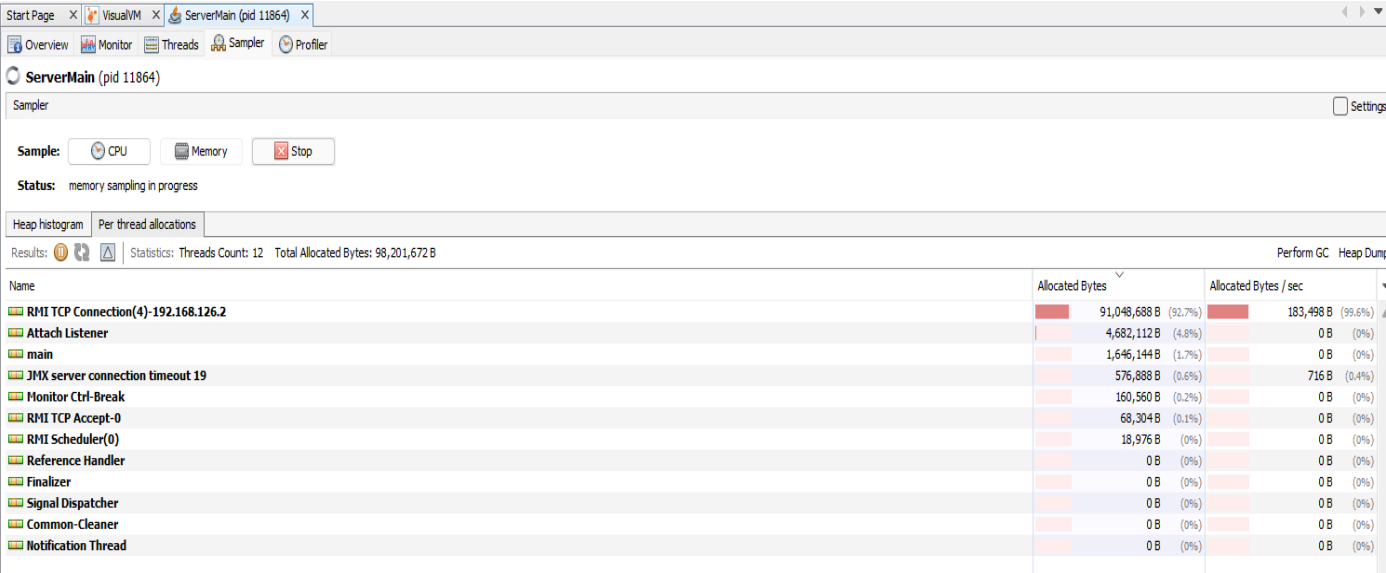 Start Page X VisualVM X ServerMain (pid 11864) X
Overview Monitor Threads Sampler Profiler
ServerMain (pid 11864)
Sampler Settings
Sample: CPU Memory Stop
Status: memory sampling in progress
Heap histogram Per thread allocations
Results: Statistics: Threads Count: 12 Total Allocated Bytes: 98,201,672 B Perform GC Heap Dump
Name Allocated Bytes Allocated Bytes / sec
RMI TCP Connection(4)-192.168.126.2 91,048,688 B (92.7%) 183,498 B (99.6%)
Attach Listener 4,682,112 B (4.8%) 0 B (0%)
main 1,646,144 B (1.7%) 0 B (0%)
JMX server connection timeout 19 576,888 B (0.6%) 716 B (0.4%)
Monitor Ctrl-Break 160,560 B (0.2%) 0 B (0%)
RMI TCP Accept-0 68,304 B (0.1%) 0 B (0%)
RMI Scheduler(0) 18,976 B (0%) 0 B (0%)
Reference Handler 0 B (0%) 0 B (0%)
Finalizer 0 B (0%) 0 B (0%)
Signal Dispatcher 0 B (0%) 0 B (0%)
Common-Cleaner 0 B (0%) 0 B (0%)
Notification Thread 0 B (0%) 0 B (0%)